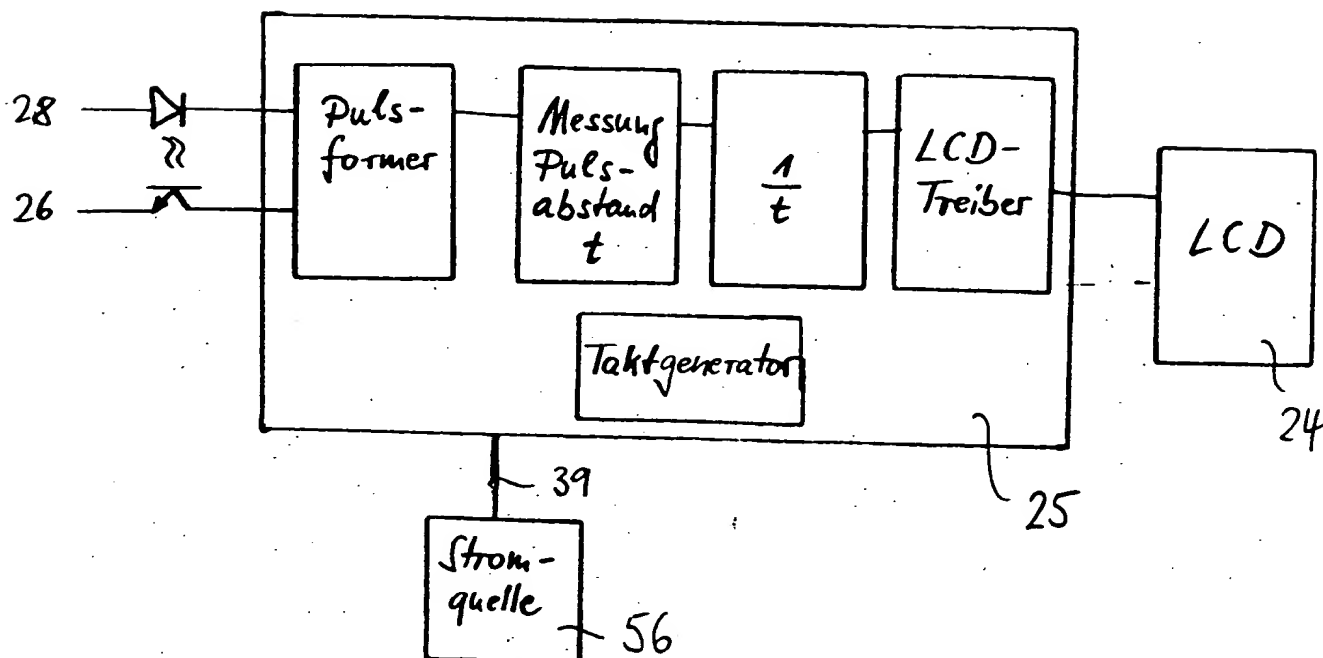 28
26
Puls-
former
Messung
Puls-
abstand
t
1
t
LCD-
Treiber
LCD
Taktgenerator
24
25
39
Strom-
quelle
56